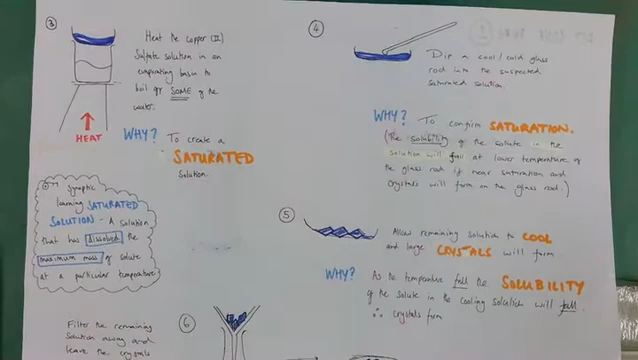 ③
Heat the copper (II)
Sulfate solution in an
evaporating basin to
boil off SOME of the
water.
HEAT
WHY? To create a
SATURATED
solution.
Synoptic
learning SATURATED
SOLUTION - A solution
that has dissolved the
maximum mass of solute
at a particular temperature
④
Dip a cool/cold glass
rod into the suspected
saturated solution.
WHY? To confirm SATURATION.
(The solubility of the solute in the
solution will fall at lower temperature of
the glass rod if near saturation and
crystals will form on the glass rod.)
⑤
Allow remaining solution to COOL
and large CRYSTALS will form
WHY? As the temperature fall the SOLUBILITY
of the solute in the cooling solution will fall
∴ crystals form
⑥
Filter the remaining
solution away and
leave the crystals